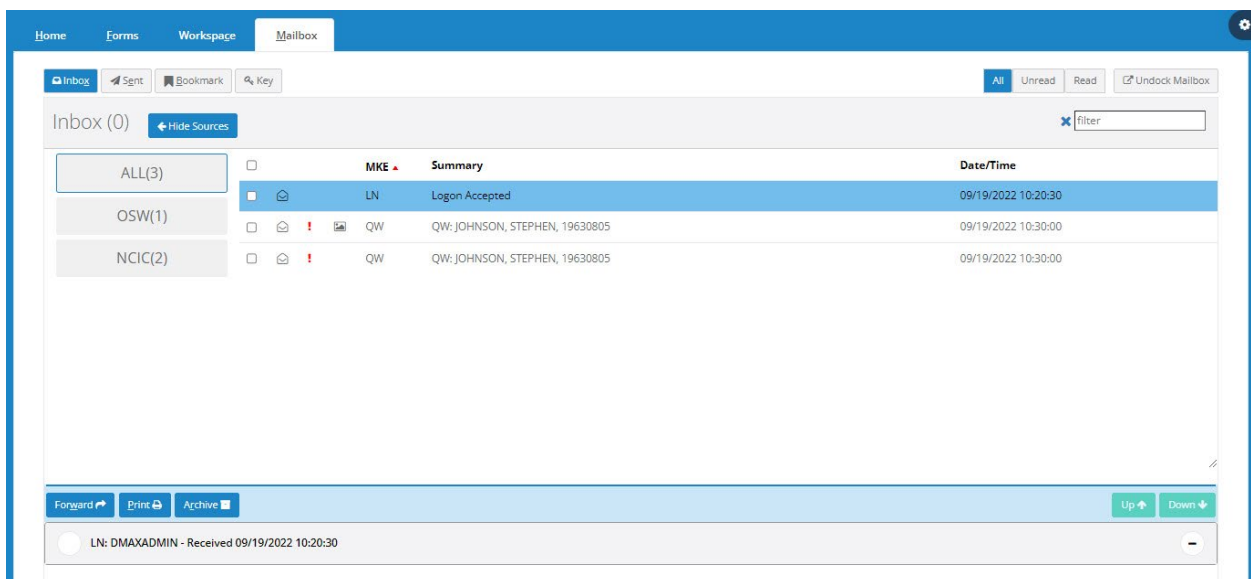 Home Forms Workspace Mailbox
Inbox Sent Bookmark Key All Unread Read Undock Mailbox
Inbox (0) Hide Sources filter
ALL(3)
OSW(1)
NCIC(2)
MKE Summary Date/Time
LN Logon Accepted 09/19/2022 10:20:30
QW QW: JOHNSON, STEPHEN, 19630805 09/19/2022 10:30:00
QW QW: JOHNSON, STEPHEN, 19630805 09/19/2022 10:30:00
Forward Print Archive Up Down
LN: DMAXADMIN - Received 09/19/2022 10:20:30